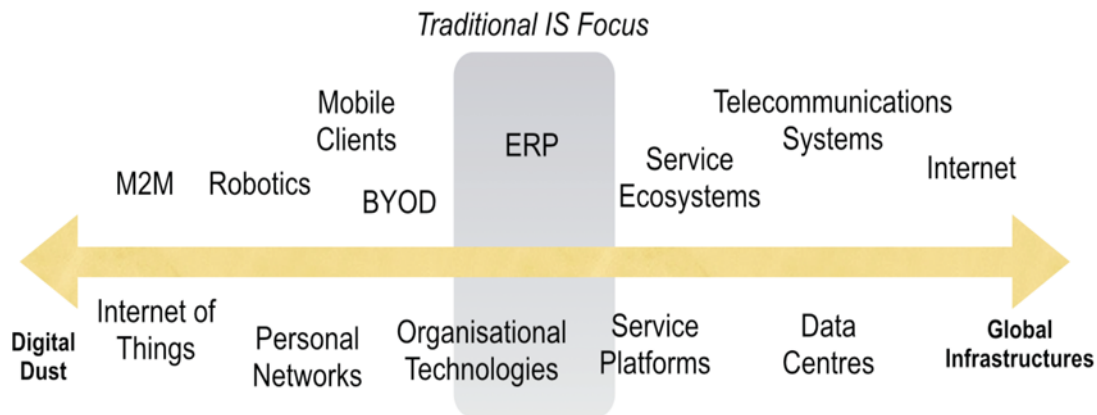 Traditional IS Focus
Mobile
Clients
ERP
Telecommunications
Systems
Service
Ecosystems
Internet
M2M
Robotics
BYOD
Internet of
Things
Personal
Networks
Organisational
Technologies
Service
Platforms
Data
Centres
Digital
Dust
Global
Infrastructures